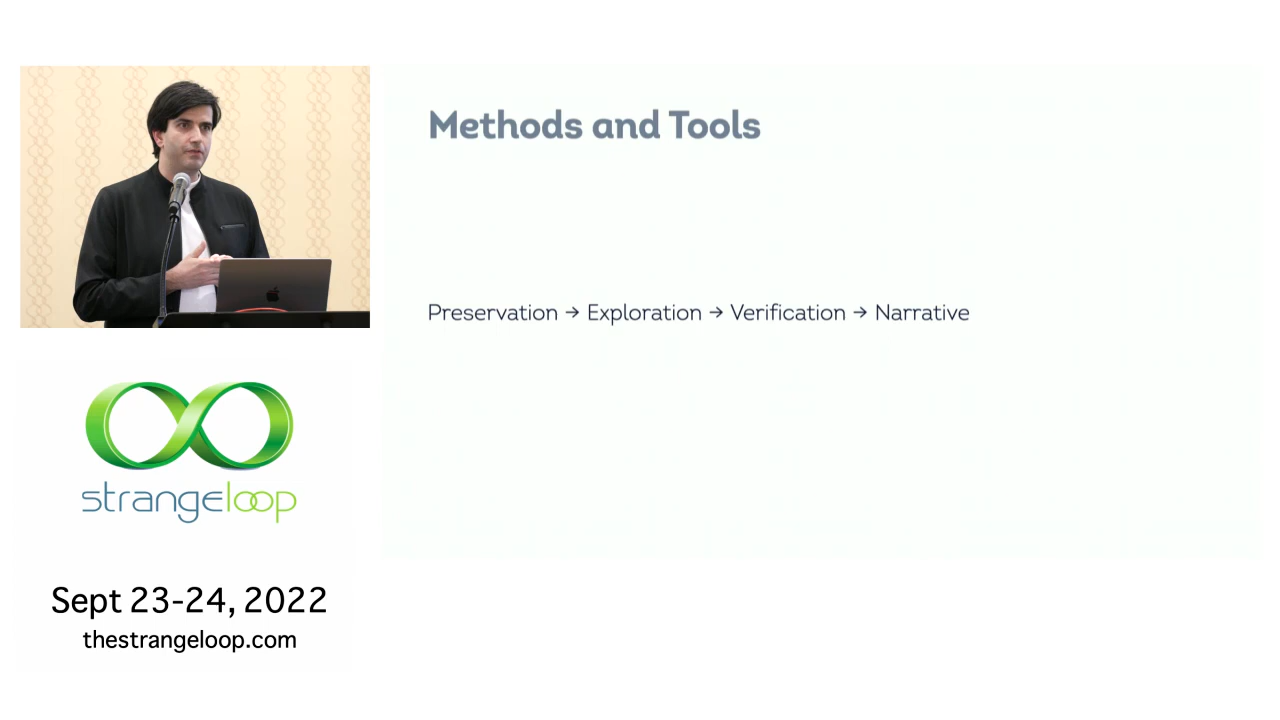 Methods and Tools
Preservation → Exploration → Verification → Narrative
strangeloop
Sept 23-24, 2022
thestrangeloop.com